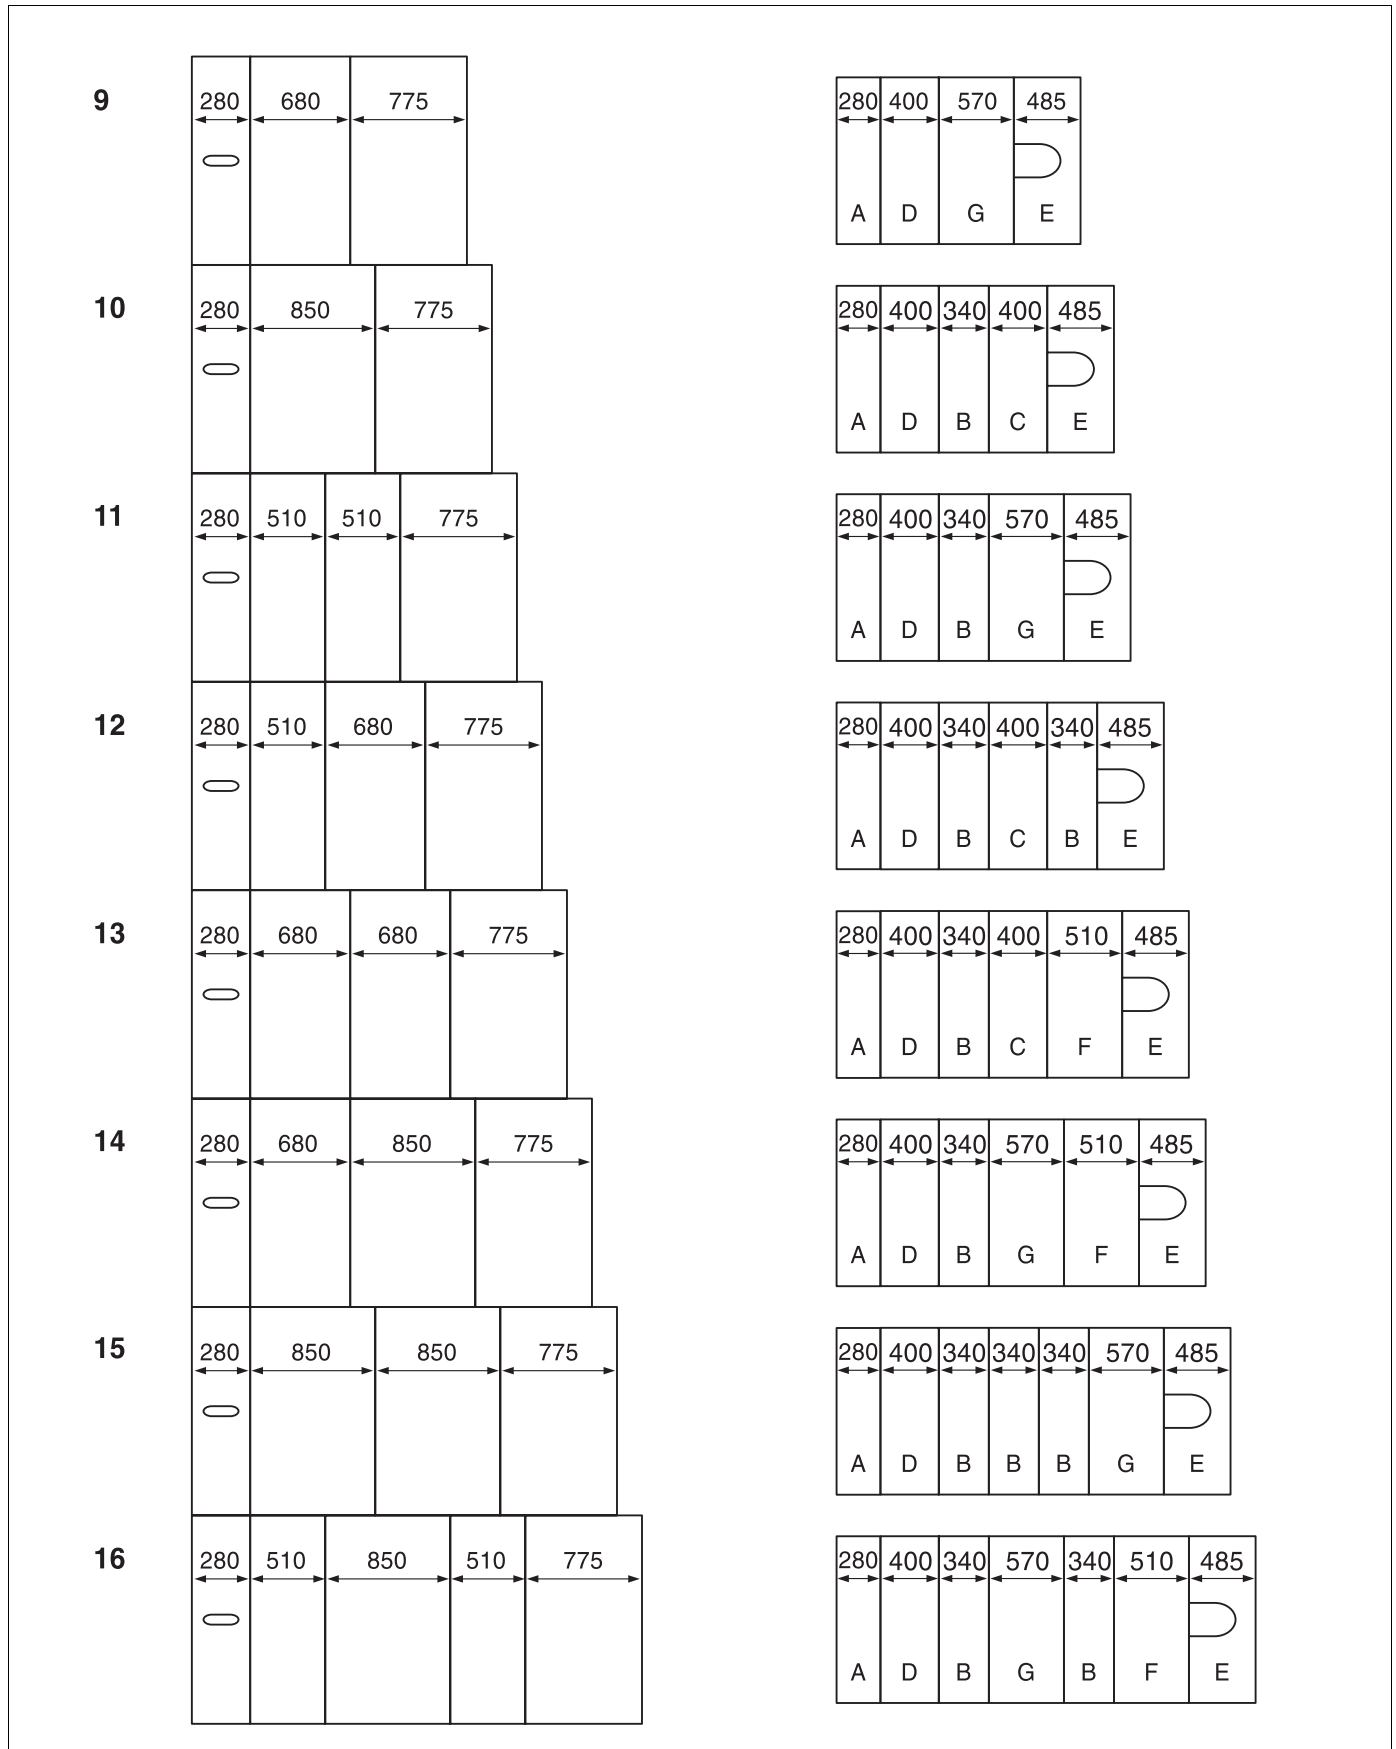 9 280 680 775 280 400 570 485
A D G E
10 280 850 775 280 400 340 400 485
A D B C E
11 280 510 510 775 280 400 340 570 485
A D B G E
12 280 510 680 775 280 400 340 400 340 485
A D B C B E
13 280 680 680 775 280 400 340 400 510 485
A D B C F E
14 280 680 850 775 280 400 340 570 510 485
A D B G F E
15 280 850 850 775 280 400 340 340 340 570 485
A D B B B G E
16 280 510 850 510 775 280 400 340 570 340 510 485
A D B G B F E